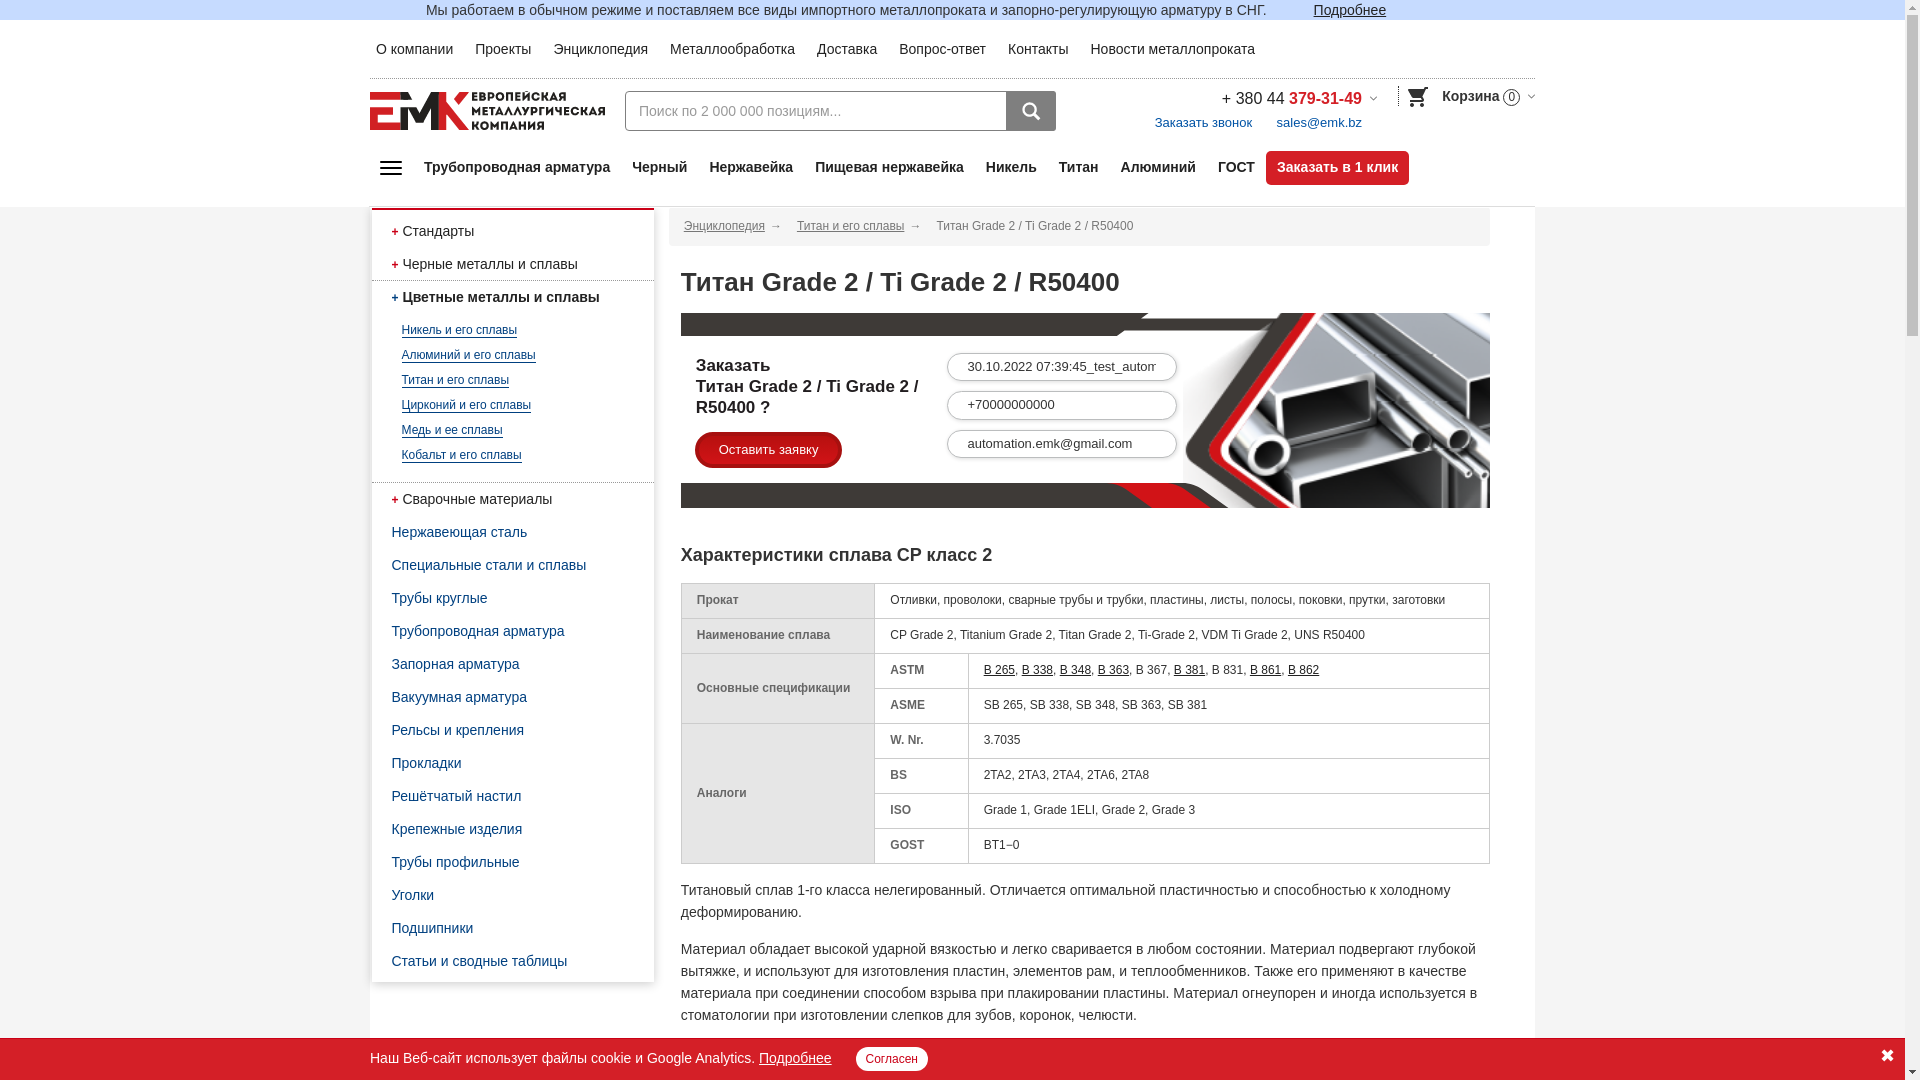 Мы работаем в обычном режиме и поставляем все виды импортного металлопроката и запорно-регулирующую арматуру в СНГ. Подробнее
О компании Проекты Энциклопедия Металлообработка Доставка Вопрос-ответ Контакты Новости металлопроката
ЕМК ЕВРОПЕЙСКАЯ
МЕТАЛЛУРГИЧЕСКАЯ
КОМПАНИЯ
Поиск по 2 000 000 позициям...
+ 380 44 379-31-49
Заказать звонок sales@emk.bz
Корзина 0
Трубопроводная арматура Черный Нержавейка Пищевая нержавейка Никель Титан Алюминий ГОСТ Заказать в 1 клик
+ Стандарты
+ Черные металлы и сплавы
+ Цветные металлы и сплавы
Никель и его сплавы
Алюминий и его сплавы
Титан и его сплавы
Цирконий и его сплавы
Медь и ее сплавы
Кобальт и его сплавы
+ Сварочные материалы
Нержавеющая сталь
Специальные стали и сплавы
Трубы круглые
Трубопроводная арматура
Запорная арматура
Вакуумная арматура
Рельсы и крепления
Прокладки
Решётчатый настил
Крепежные изделия
Трубы профильные
Уголки
Подшипники
Статьи и сводные таблицы
Энциклопедия → Титан и его сплавы → Титан Grade 2 / Ti Grade 2 / R50400
Титан Grade 2 / Ti Grade 2 / R50400
Заказать
Титан Grade 2 / Ti Grade 2 /
R50400 ?
Оставить заявку
30.10.2022 07:39:45_test_autom
+70000000000
automation.emk@gmail.com
Характеристики сплава CP класс 2
Прокат Отливки, проволоки, сварные трубы и трубки, пластины, листы, полосы, поковки, прутки, заготовки
Наименование сплава CP Grade 2, Titanium Grade 2, Titan Grade 2, Ti-Grade 2, VDM Ti Grade 2, UNS R50400
Основные спецификации
ASTM B 265, B 338, B 348, B 363, B 367, B 381, B 831, B 861, B 862
ASME SB 265, SB 338, SB 348, SB 363, SB 381
Аналоги
W. Nr. 3.7035
BS 2TA2, 2TA3, 2TA4, 2TA6, 2TA8
ISO Grade 1, Grade 1ELI, Grade 2, Grade 3
GOST ВТ1−0
Титановый сплав 1-го класса нелегированный. Отличается оптимальной пластичностью и способностью к холодному
деформированию.
Материал обладает высокой ударной вязкостью и легко сваривается в любом состоянии. Материал подвергают глубокой
вытяжке, и используют для изготовления пластин, элементов рам, и теплообменников. Также его применяют в качестве
материала при соединении способом взрыва при плакировании пластины. Материал огнеупорен и иногда используется в
стоматологии при изготовлении слепков для зубов, коронок, челюсти.
Наш Веб-сайт использует файлы cookie и Google Analytics. Подробнее Согласен ✖